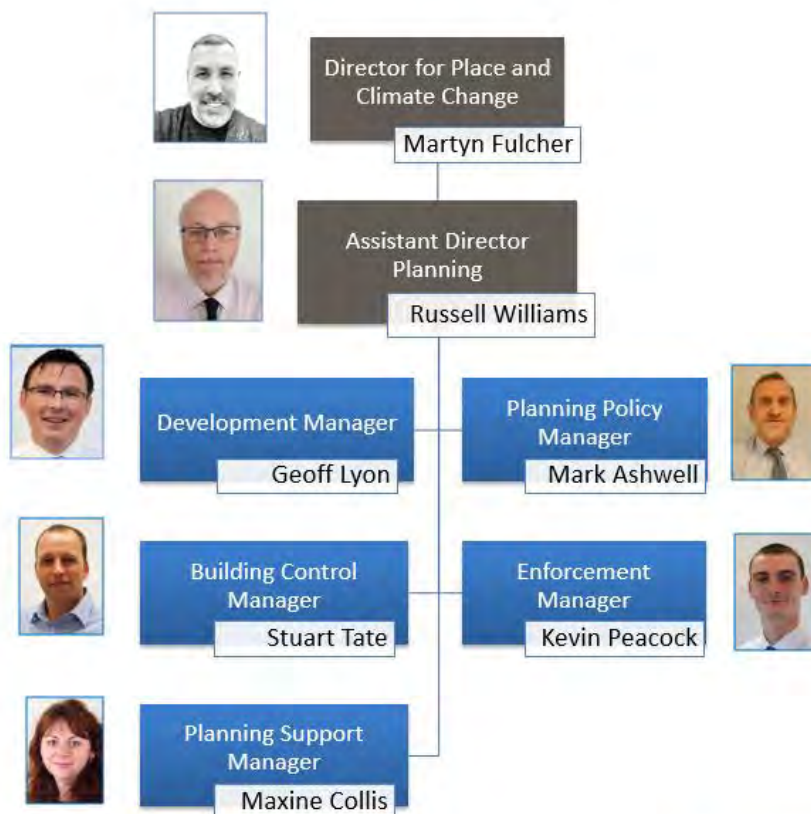 Director for Place and
Climate Change
Martyn Fulcher
Assistant Director
Planning
Russell Williams
Development Manager
Geoff Lyon
Planning Policy
Manager
Mark Ashwell
Building Control
Manager
Stuart Tate
Enforcement
Manager
Kevin Peacock
Planning Support
Manager
Maxine Collis